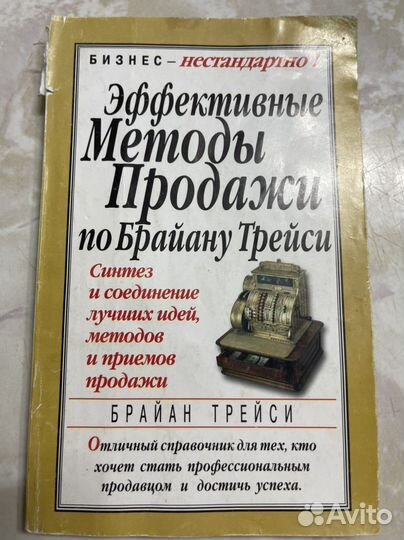 БИЗНЕС – нестандартно!
Эффективные
Методы
Продажи
по Брайану Трейси
Синтез
и соединение
лучших идей,
методов
и приемов
продажи
БРАЙАН ТРЕЙСИ
Отличный справочник для тех, кто
хочет стать профессиональным
продавцом и достичь успеха.
Avito